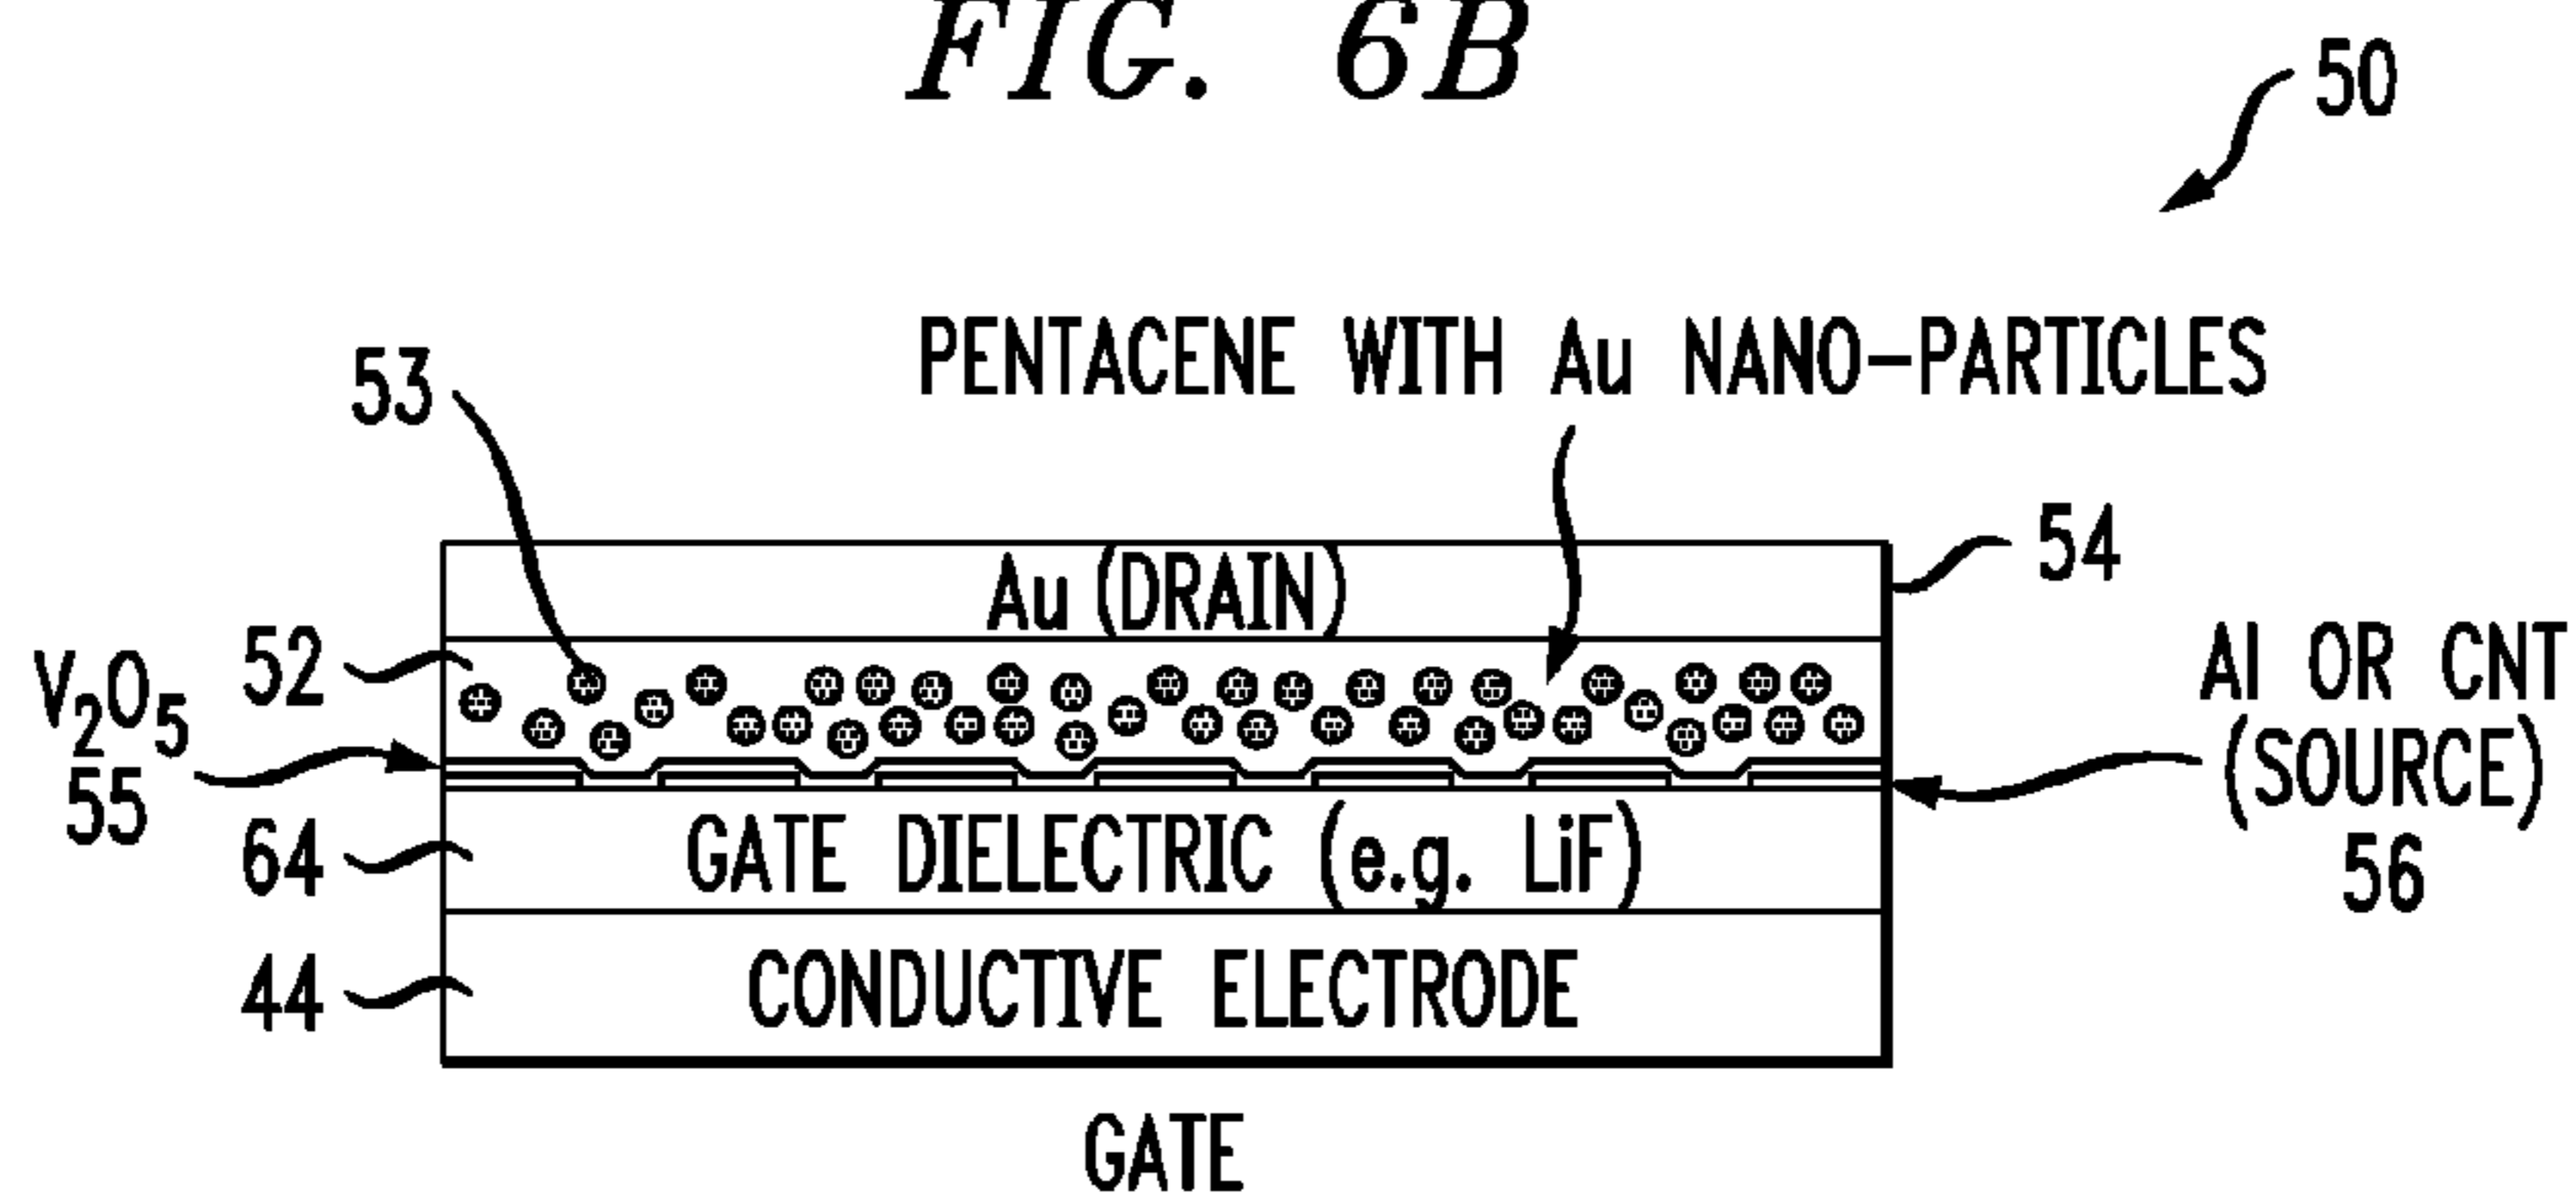 FIG. 6B
50
PENTACENE WITH Au NANO-PARTICLES
53
54
Au (DRAIN)
52
V2O5
55
Al OR CNT
(SOURCE)
56
64
GATE DIELECTRIC (e.g. LiF)
44
CONDUCTIVE ELECTRODE
GATE